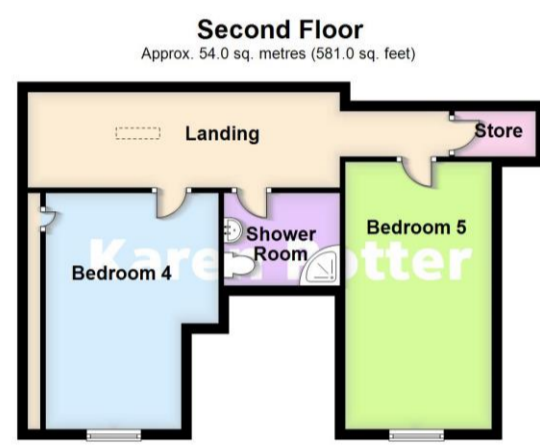 Second Floor
Approx. 54.0 sq. metres (581.0 sq. feet)
Landing
Store
Bedroom 4
Shower
Room
Bedroom 5
Karen Potter